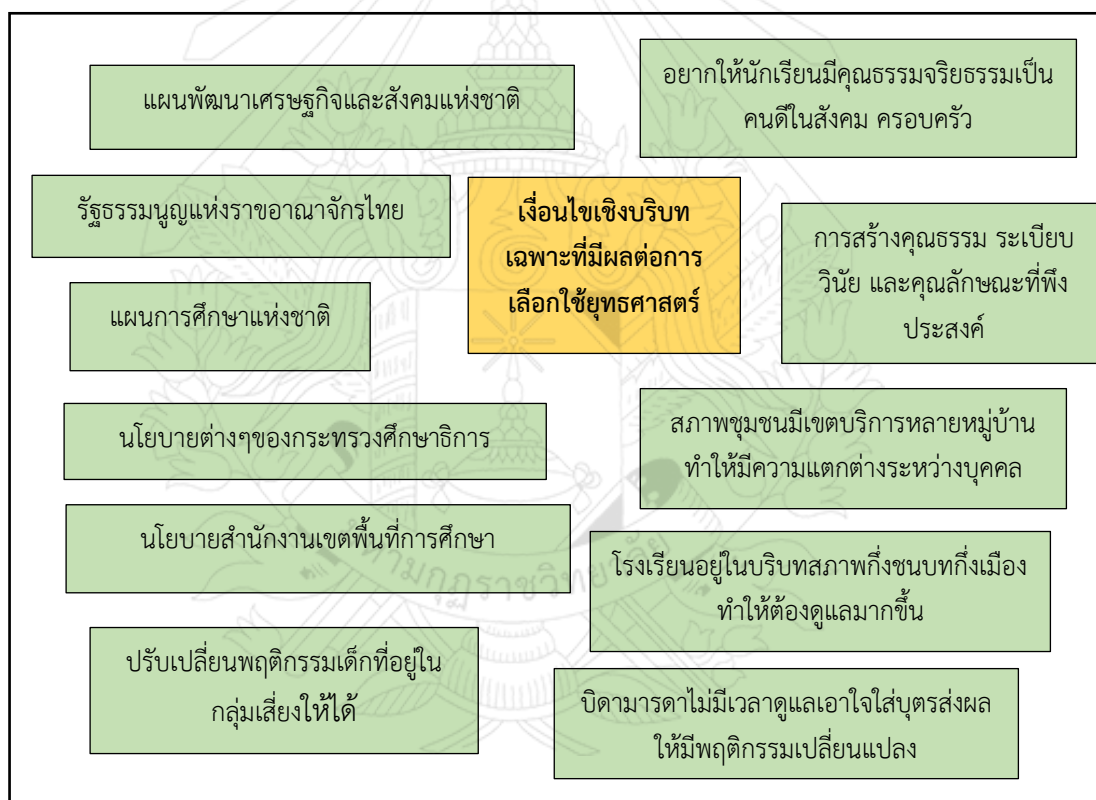 แผนพัฒนาเศรษฐกิจและสังคมแห่งชาติ
อยากให้นักเรียนมีคุณธรรมจริยธรรมเป็น
คนดีในสังคม ครอบครัว
รัฐธรรมนูญแห่งราชอาณาจักรไทย
เงื่อนไขเชิงบริบท
เฉพาะที่มีผลต่อการ
เลือกใช้ยุทธศาสตร์
การสร้างคุณธรรม ระเบียบ
วินัย และคุณลักษณะที่พึง
ประสงค์
แผนการศึกษาแห่งชาติ
นโยบายต่างๆของกระทรวงศึกษาธิการ
สภาพชุมชนมีเขตบริการหลายหมู่บ้าน
ทำให้มีความแตกต่างระหว่างบุคคล
นโยบายสำนักงานเขตพื้นที่การศึกษา
โรงเรียนอยู่ในบริบทสภาพกึ่งชนบทกึ่งเมือง
ทำให้ต้องดูแลมากขึ้น
ปรับเปลี่ยนพฤติกรรมเด็กที่อยู่ใน
กลุ่มเสี่ยงให้ได้
บิดามารดาไม่มีเวลาดูแลเอาใจใส่บุตรส่งผล
ให้มีพฤติกรรมเปลี่ยนแปลง